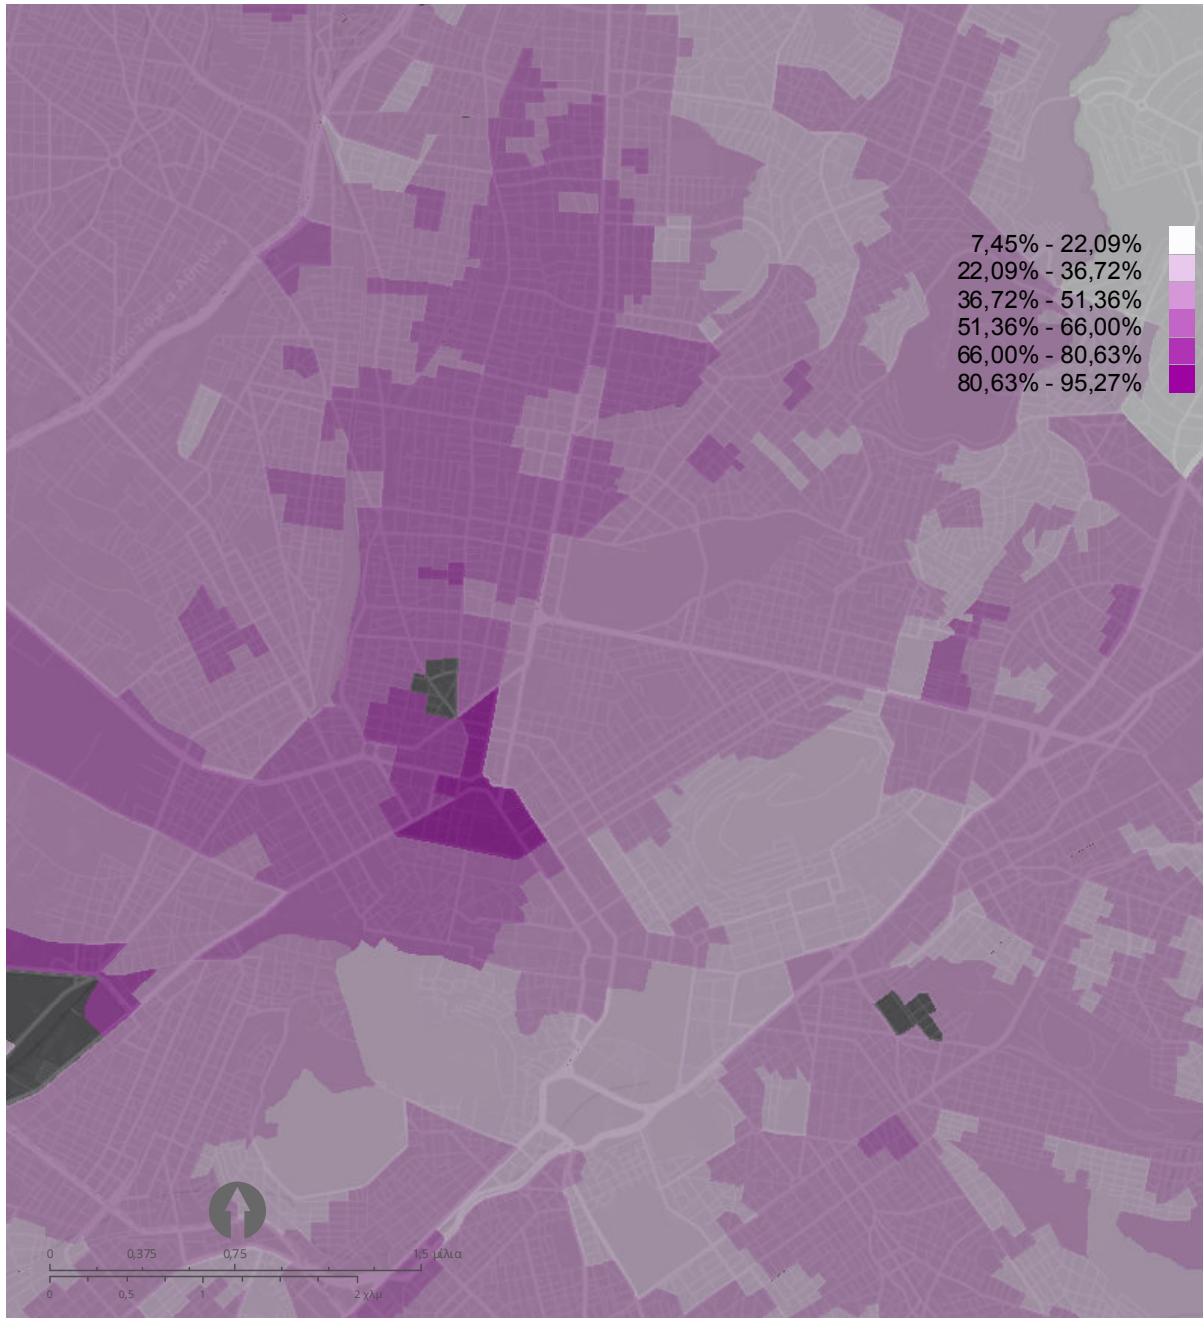 7,45% - 22,09%
22,09% - 36,72%
36,72% - 51,36%
51,36% - 66,00%
66,00% - 80,63%
80,63% - 95,27%
0 0,375 0,75 1,5 μίλια
0 0,5 1 2 χλμ